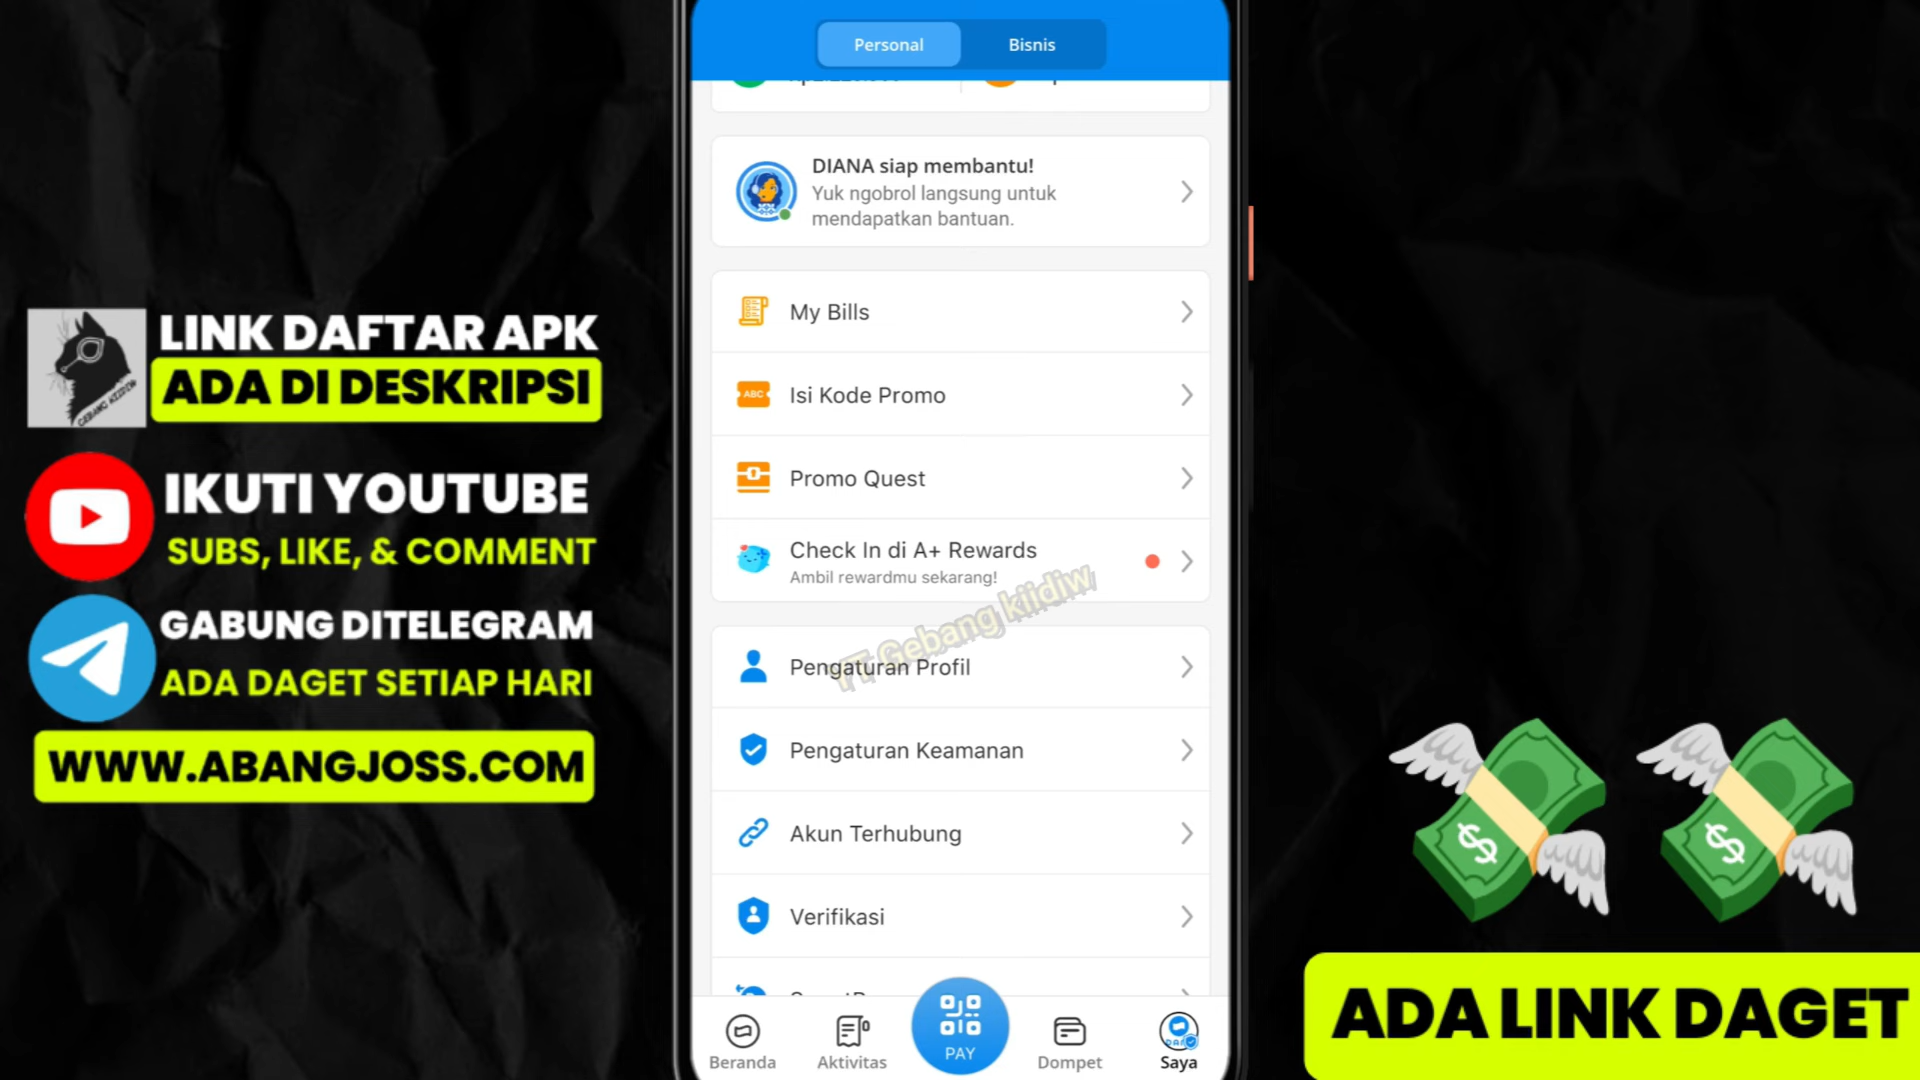 LINK DAFTAR APK
ADA DI DESKRIPSI
IKUTI YOUTUBE
SUBS, LIKE, & COMMENT
GABUNG DITELEGRAM
ADA DAGET SETIAP HARI
WWW.ABANGJOSS.COM
Personal
Bisnis
DIANA siap membantu!
Yuk ngobrol langsung untuk
mendapatkan bantuan.
My Bills
ABC
Isi Kode Promo
Promo Quest
Check In di A+ Rewards
Ambil rewardmu sekarang!
YT Gebang kiidiw
Pengaturan Profil
Pengaturan Keamanan
Akun Terhubung
Verifikasi
Beranda
Aktivitas
PAY
Dompet
Saya
ADA LINK DAGET